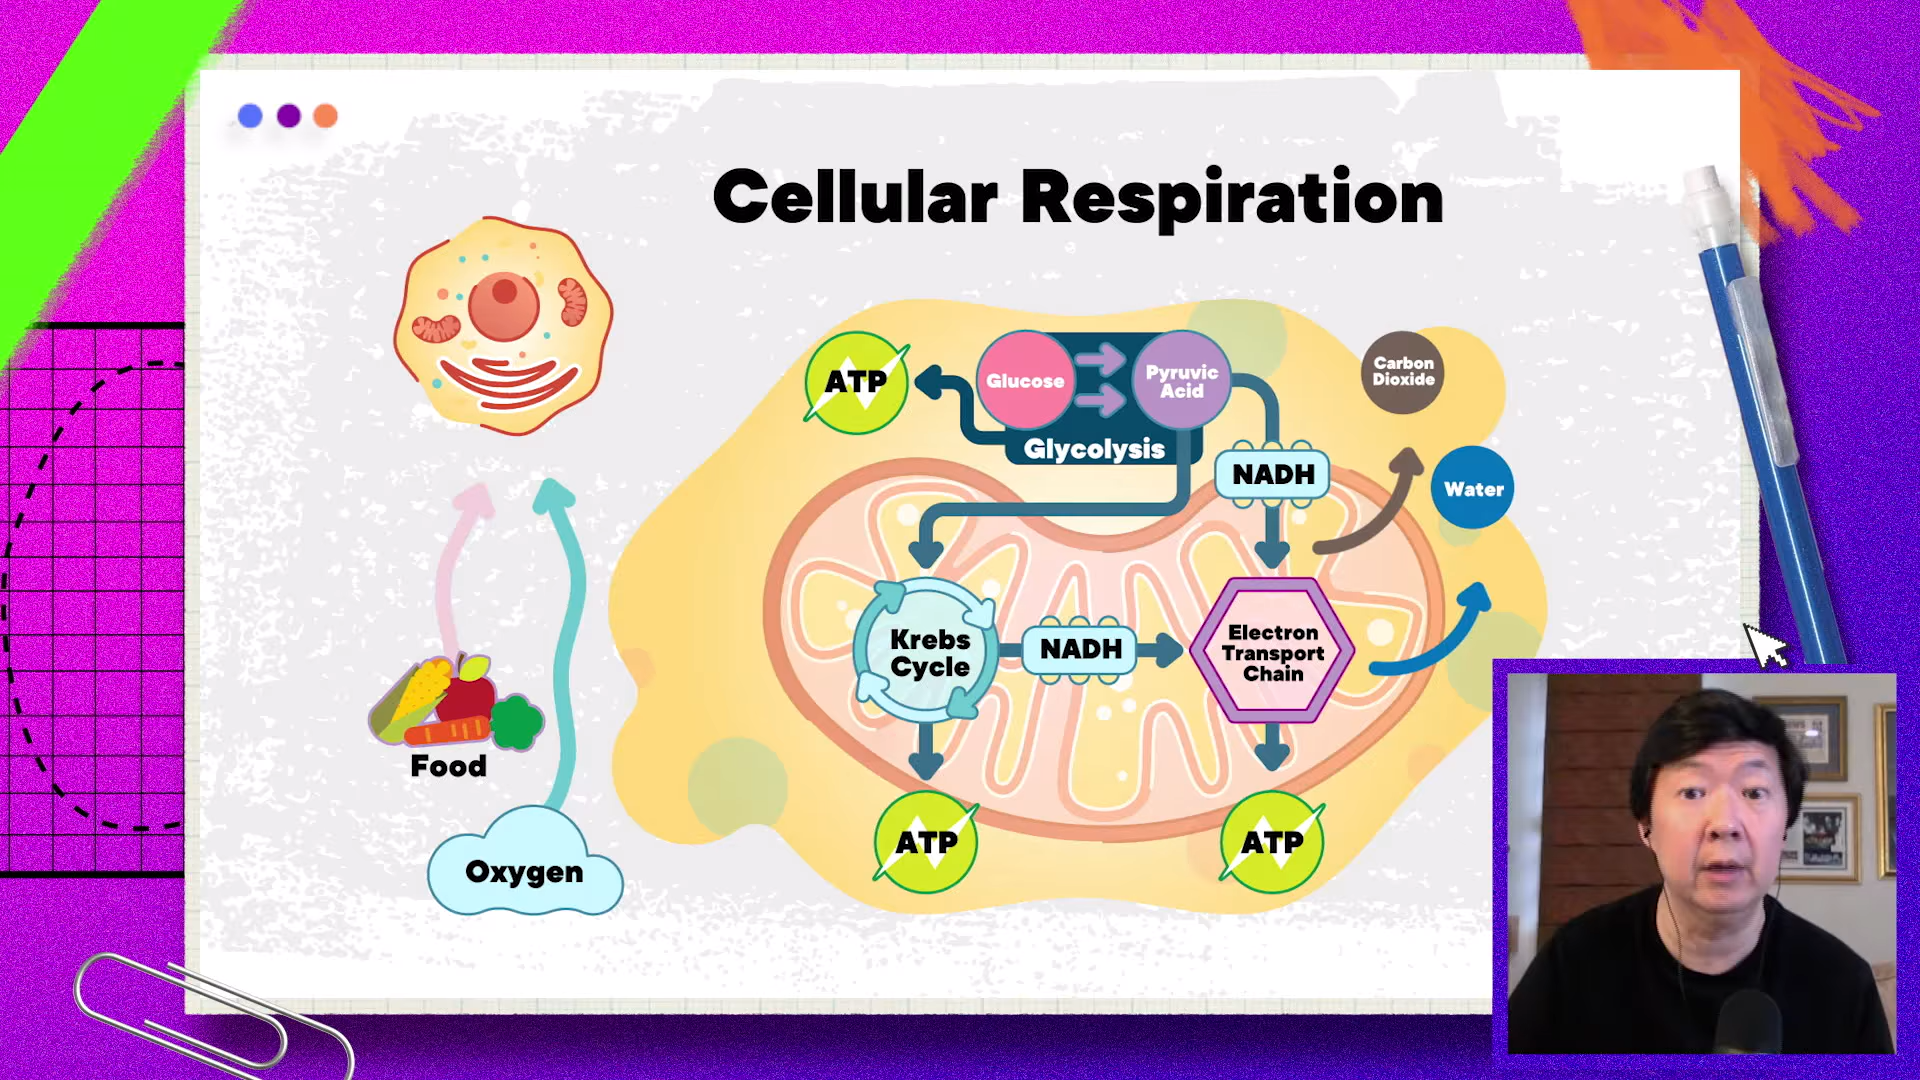 Cellular Respiration
ATP
Glucose
Pyruvic
Acid
Carbon
Dioxide
Glycolysis
NADH
Water
Krebs
Cycle
NADH
Electron
Transport
Chain
Food
ATP
ATP
Oxygen